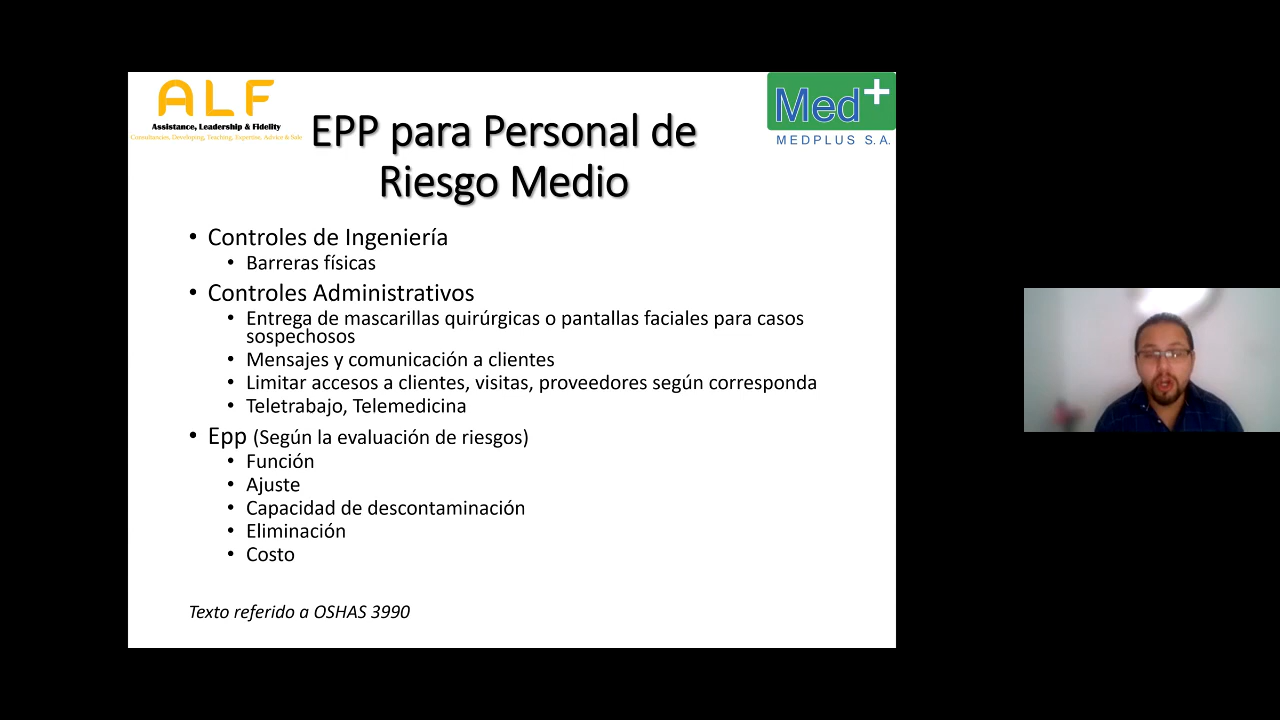 ALF
Assistance, Leadership & Fidelity
Consultancies, Developing, Teaching, Expertise, Advice & Sale
Med+
MEDPLUS S.A.
EPP para Personal de
Riesgo Medio
• Controles de Ingeniería
• Barreras físicas
• Controles Administrativos
• Entrega de mascarillas quirúrgicas o pantallas faciales para casos
sospechosos
• Mensajes y comunicación a clientes
• Limitar accesos a clientes, visitas, proveedores según corresponda
• Teletrabajo, Telemedicina
• Epp (Según la evaluación de riesgos)
• Función
• Ajuste
• Capacidad de descontaminación
• Eliminación
• Costo
Texto referido a OSHAS 3990